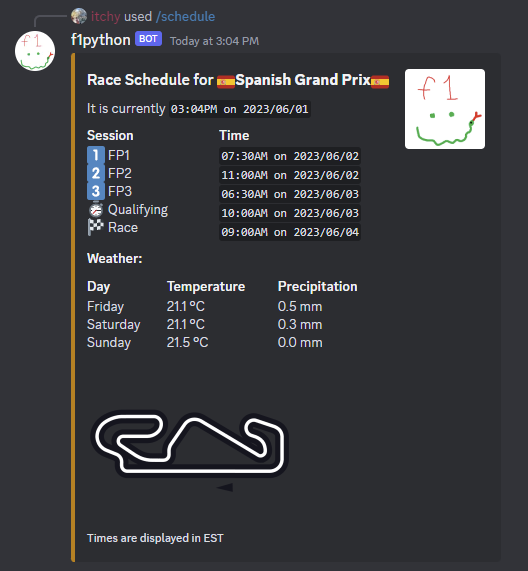 itchy used /schedule
f1python BOT Today at 3:04 PM
Race Schedule for 🇪🇸Spanish Grand Prix🇪🇸
f1
It is currently 03:04PM on 2023/06/01
Session Time
1 FP1 07:30AM on 2023/06/02
2 FP2 11:00AM on 2023/06/02
3 FP3 06:30AM on 2023/06/03
Qualifying 10:00AM on 2023/06/03
Race 09:00AM on 2023/06/04
Weather:
Day Temperature Precipitation
Friday 21.1 ºC 0.5 mm
Saturday 21.1 ºC 0.3 mm
Sunday 21.5 ºC 0.0 mm
Times are displayed in EST